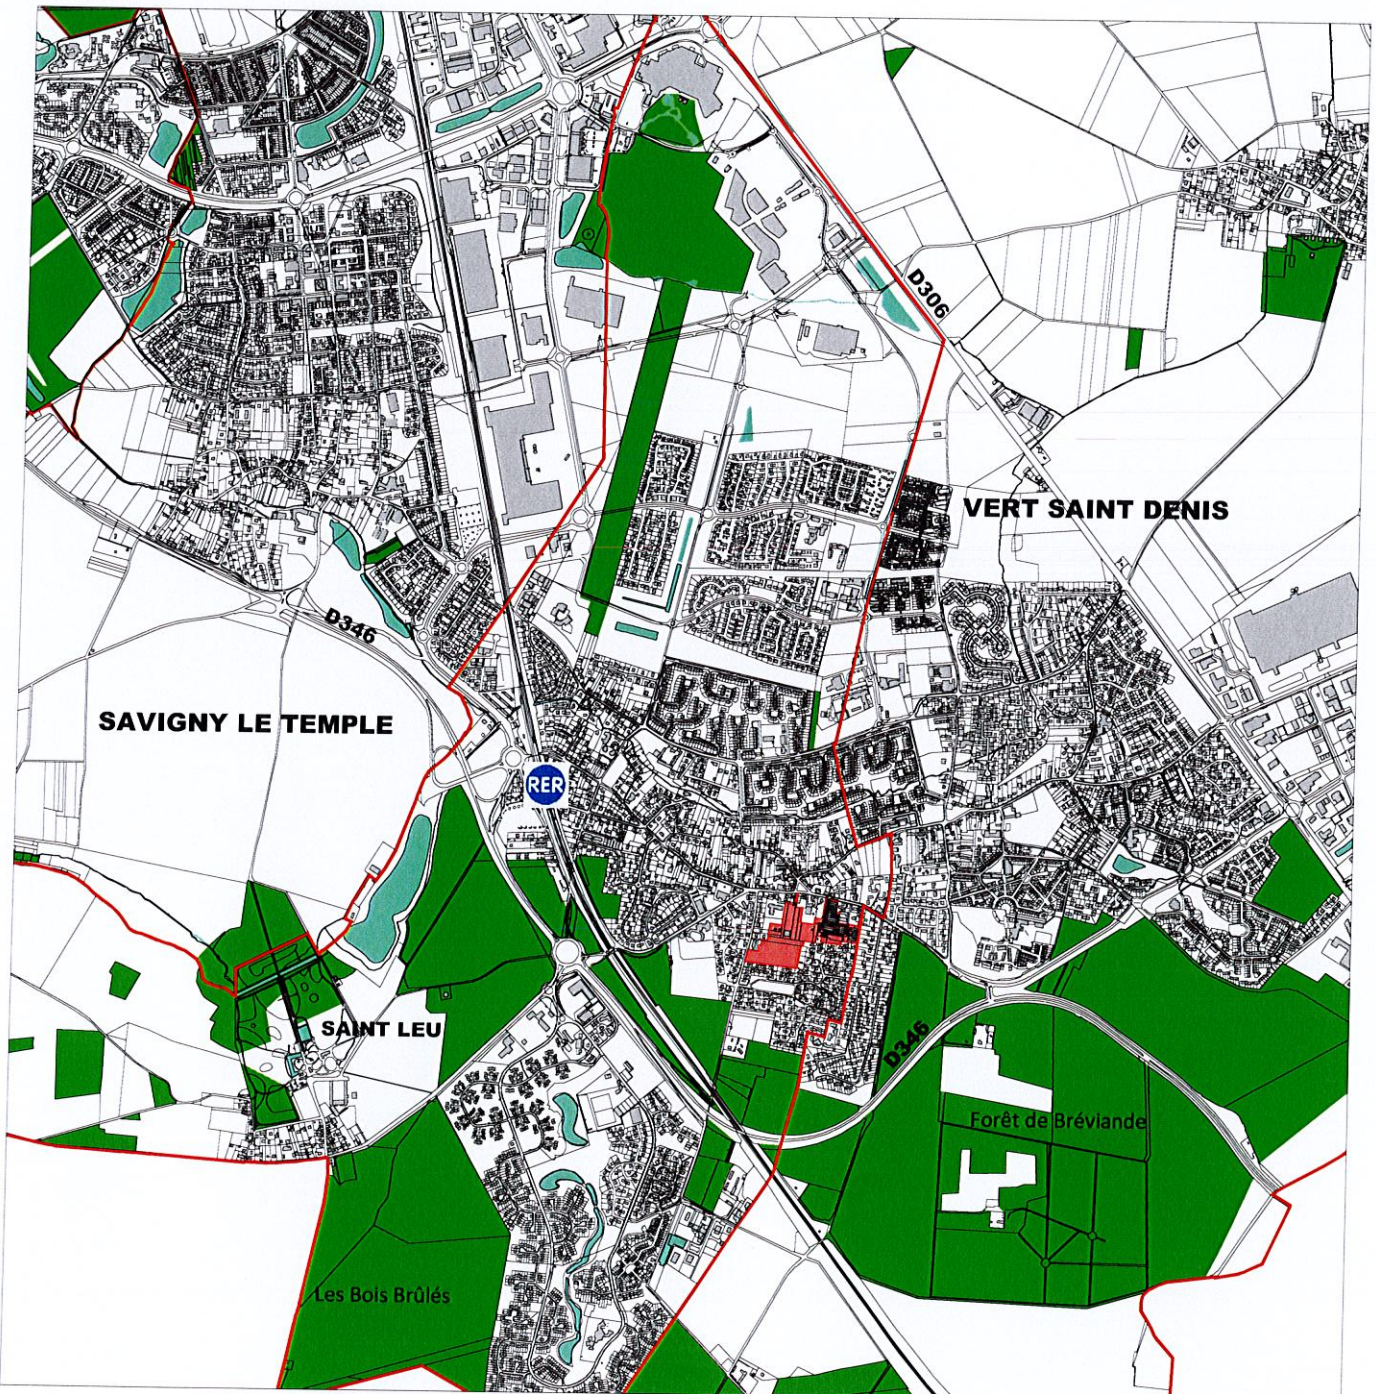 D306
VERT SAINT DENIS
D346
SAVIGNY LE TEMPLE
RER
SAINT LEU
D346
Forêt de Bréviande
Les Bois Brûlés